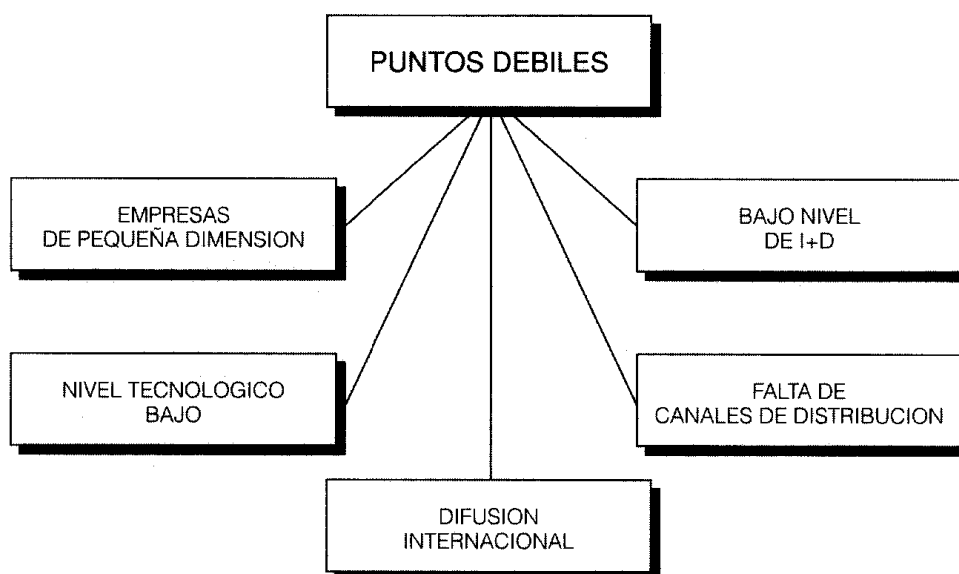 PUNTOS DEBILES
EMPRESAS
DE PEQUEÑA DIMENSION
BAJO NIVEL
DE I+D
NIVEL TECNOLOGICO
BAJO
FALTA DE
CANALES DE DISTRIBUCION
DIFUSION
INTERNACIONAL